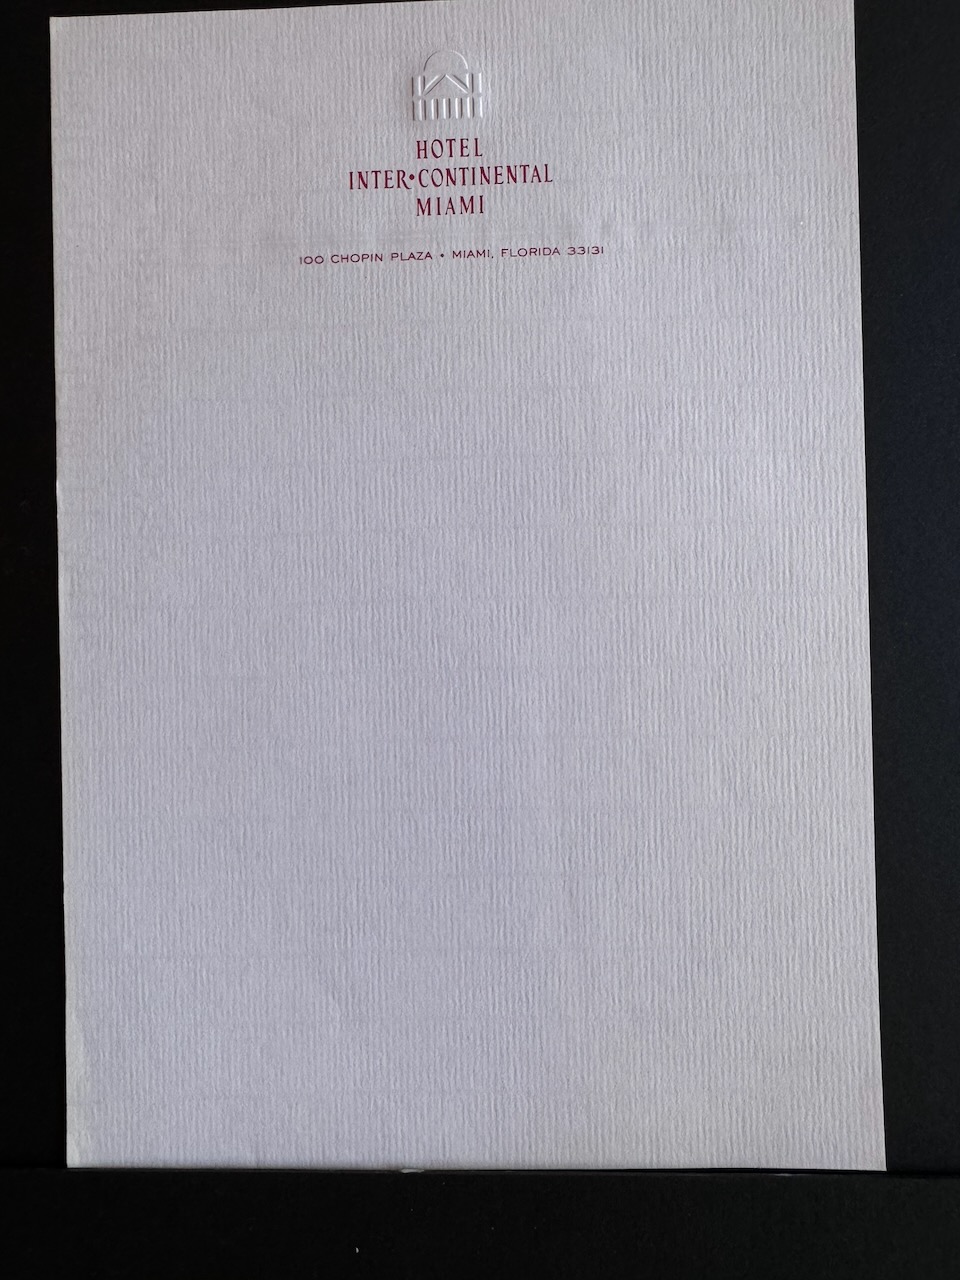 HOTEL
INTER•CONTINENTAL
MIAMI
100 CHOPIN PLAZA • MIAMI, FLORIDA 33131